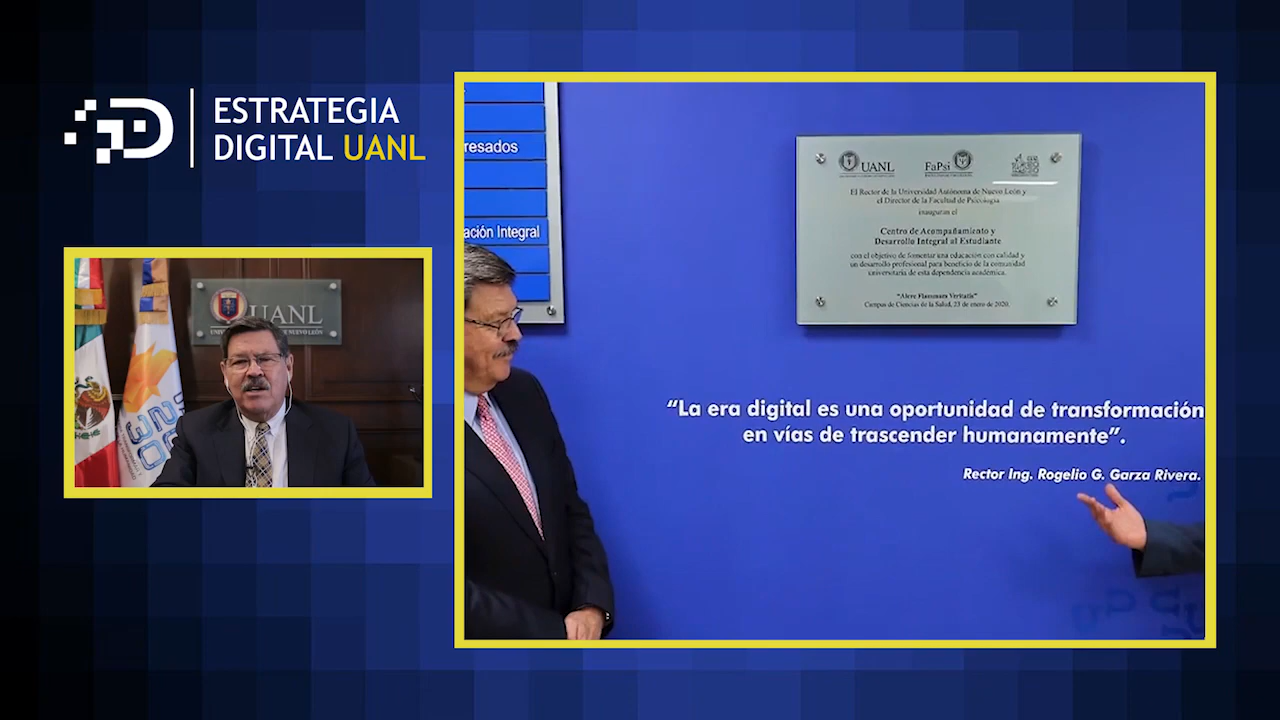 ESTRATEGIA
DIGITAL UANL
UANL
resados
ación Integral
UANL
FaPsi
El Rector de la Universidad Autónoma de Nuevo León y
el Director de la Facultad de Psicología
inauguran el
Centro de Acompañamiento y
Desarrollo Integral al Estudiante
con el objetivo de fomentar una educación con calidad y
un desarrollo profesional para beneficio de la comunidad
universitaria de esta dependencia académica.
“Alere Flammam Veritatis”
Campus de Ciencias de la Salud, 23 de enero de 2020.
“La era digital es una oportunidad de transformación
en vías de trascender humanamente”.
Rector Ing. Rogelio G. Garza Rivera.